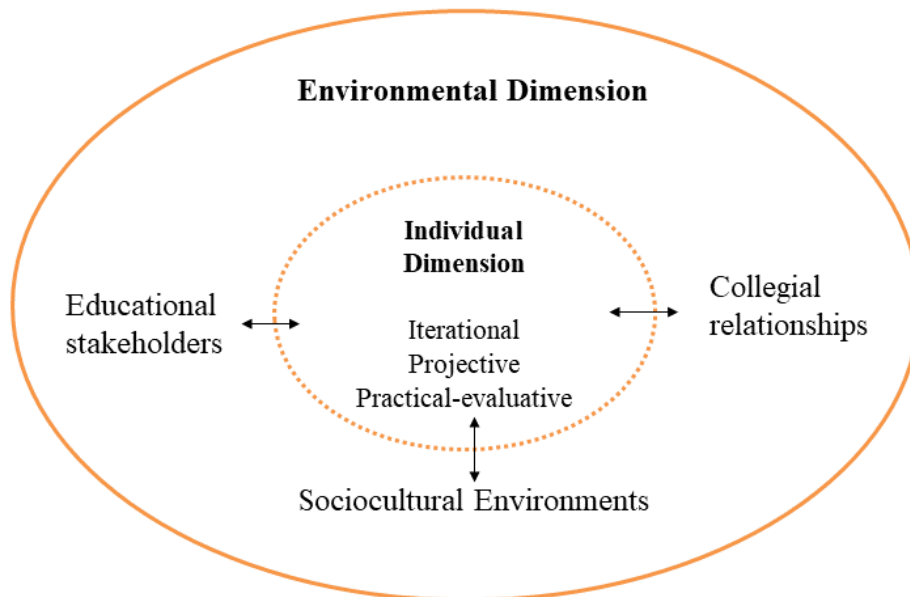 Environmental Dimension
Individual
Dimension
Educational
stakeholders
Iterational
Projective
Practical-evaluative
Collegial
relationships
Sociocultural Environments